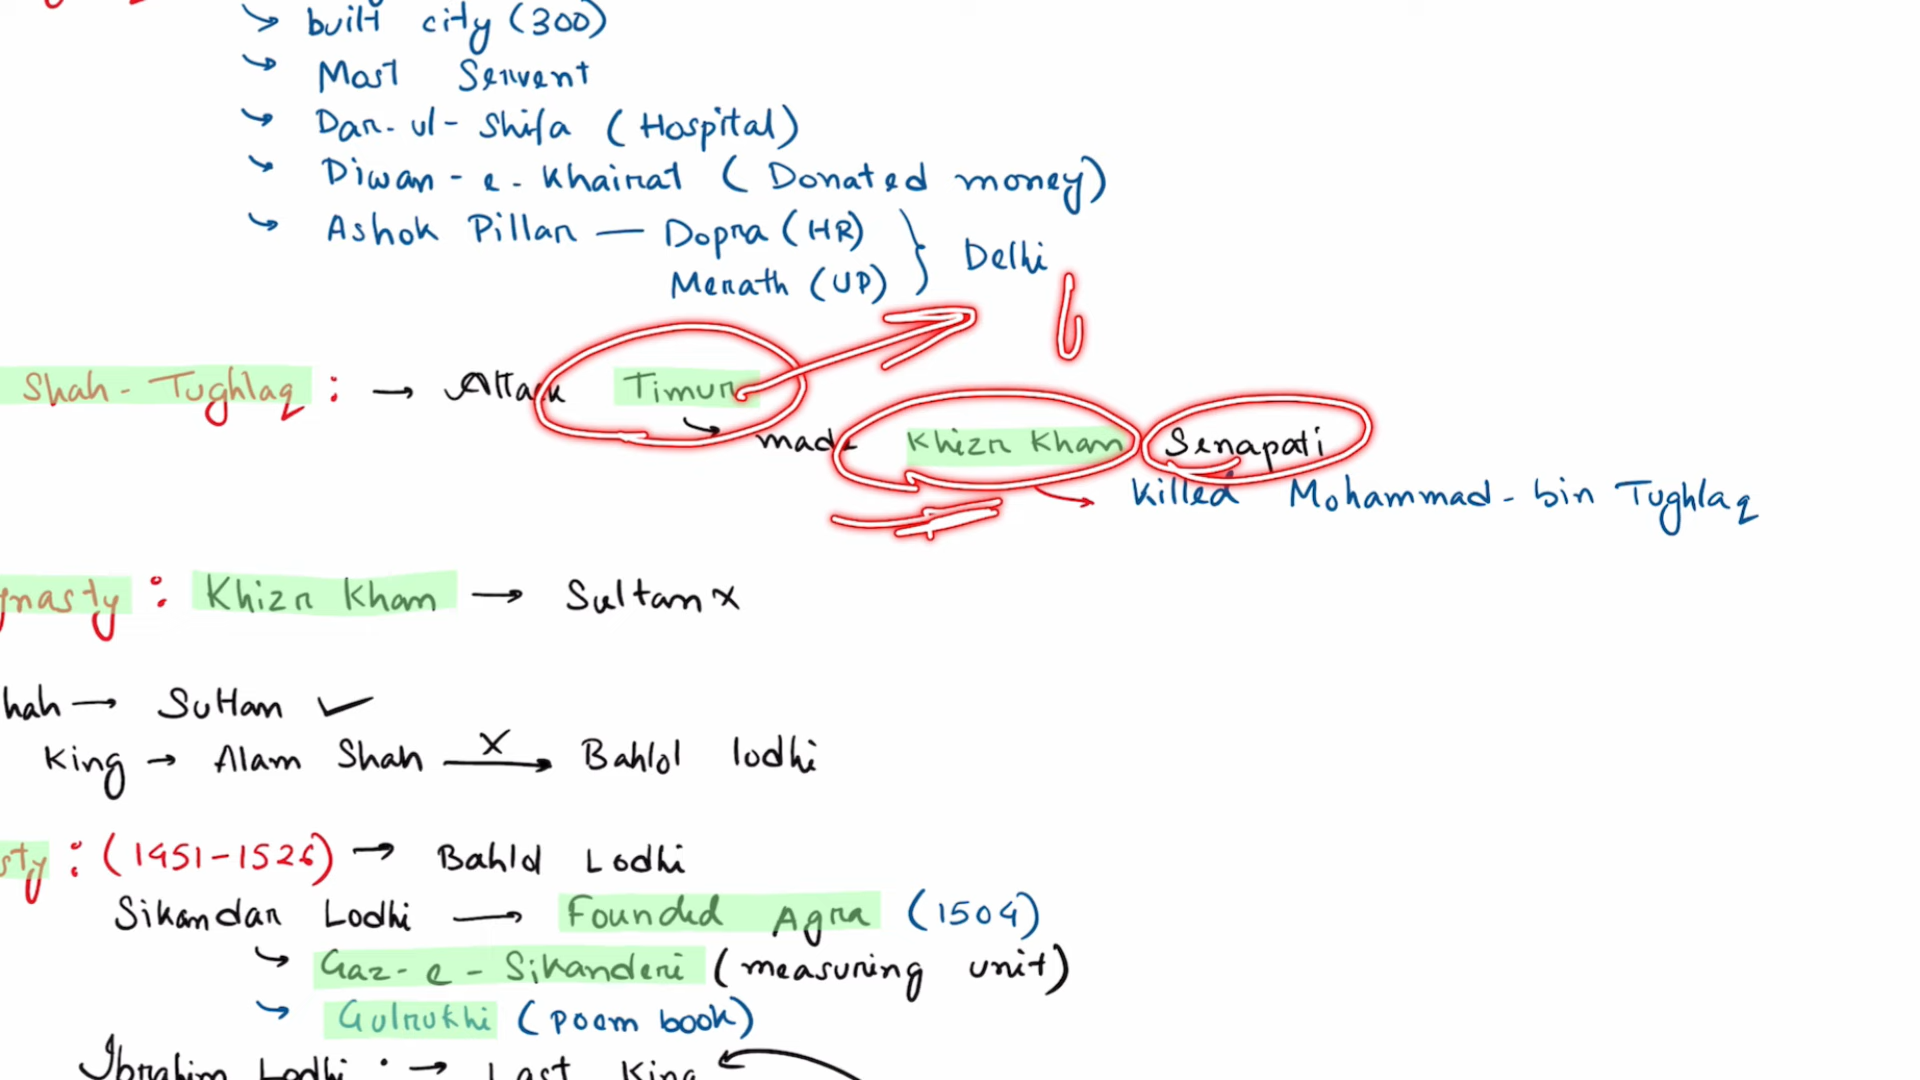 built city (300)
Most Servent
Dar-ul-Shifa (Hospital)
Diwan-e-Khairat (Donated money)
Ashok Pillar — Dopra (HR)
Merath (UP) } Delhi
Shah-Tughlaq : → Attack Timur
made Khizr Khan Senapati
Killed Mohammad-bin Tughlaq
ynasty : Khizr Khan → Sultan x
hah → Sultan ✓
King → Alam Shah —x→ Bahlol lodhi
sty : (1451-1526) → Bahlol Lodhi
Sikandar Lodhi → Founded Agra (1504)
Gaz-e-Sikanderi (measuring unit)
Gulrukhi (poam book)
Ibrahim Lodhi : → Last King